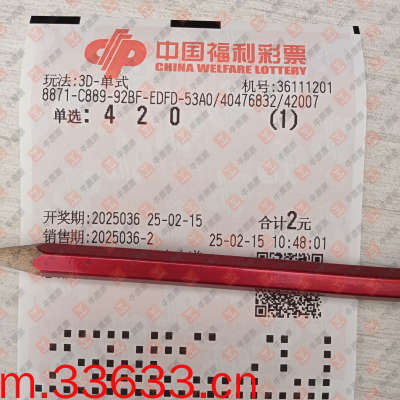 中国福利彩票
CHINA WELFARE LOTTERY
玩法:3D-单式 机号:36111201
8871-C889-92BF-EDFD-53A0/40476832/42007
单选: 4 2 0 (1)
开奖期:2025036 25-02-15 合计2元
销售期:2025036-2 25-02-15 10:48:01
m.33633.cn